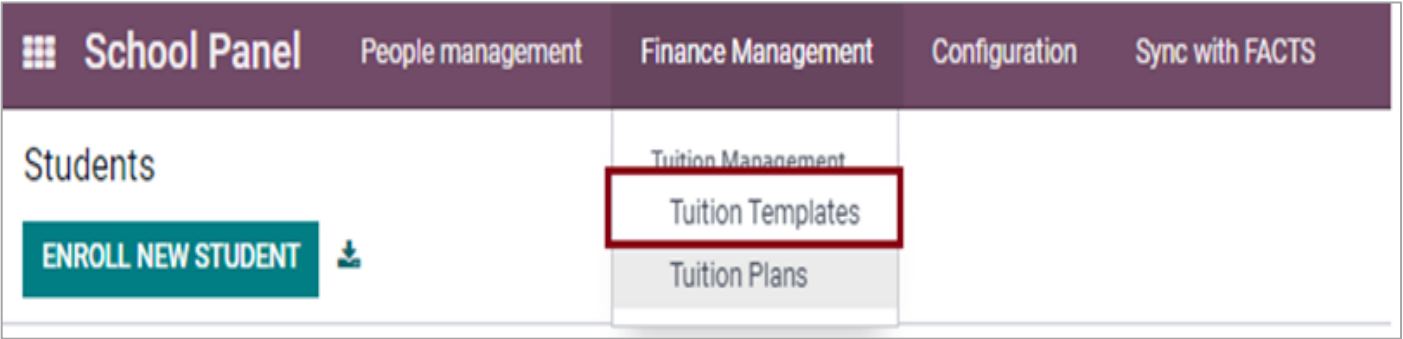 School Panel People management Finance Management Configuration Sync with FACTS
Students
Tuition Management
Tuition Templates
ENROLL NEW STUDENT
Tuition Plans